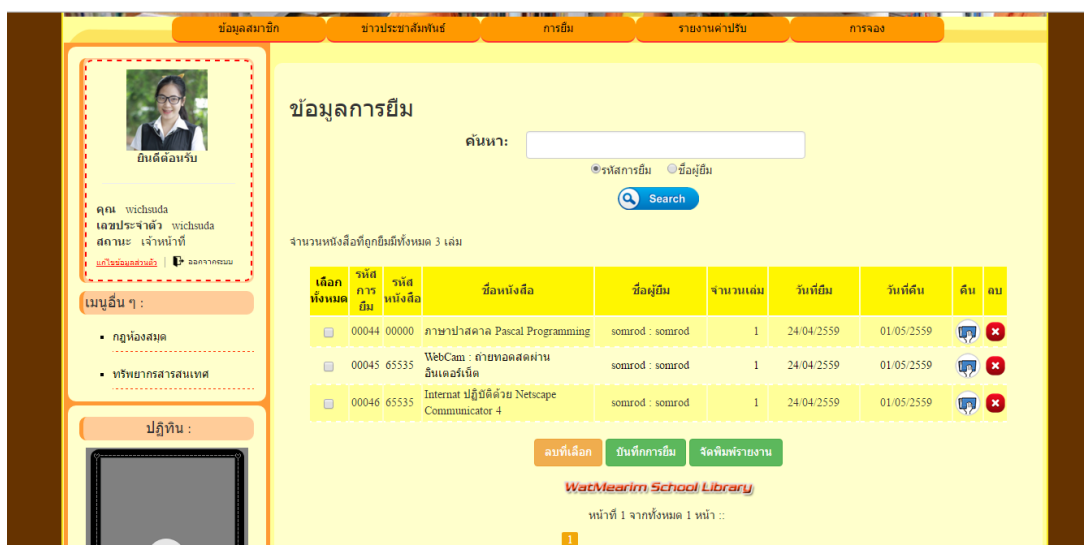 ข้อมูลสมาชิก ข่าวประชาสัมพันธ์ การยืม รายงานค่าปรับ การจอง
ยินดีต้อนรับ
คุณ wichsuda
เลขประจำตัว wichsuda
สถานะ เจ้าหน้าที่
แก้ไขข้อมูลส่วนตัว | ออกจากระบบ
เมนูอื่น ๆ :
กฎห้องสมุด
ทรัพยากรสารสนเทศ
ปฏิทิน :
ข้อมูลการยืม
ค้นหา:
รหัสการยืม ชื่อผู้ยืม
Search
จำนวนหนังสือที่ถูกยืมมีทั้งหมด 3 เล่ม
เลือกทั้งหมด รหัสการยืม รหัสหนังสือ ชื่อหนังสือ ชื่อผู้ยืม จำนวนเล่ม วันที่ยืม วันที่คืน คืน ลบ
00044 00000 ภาษาปาสคาล Pascal Programming somrod : somrod 1 24/04/2559 01/05/2559
00045 65535 WebCam : ถ่ายทอดสดผ่าน
อินเตอร์เน็ต somrod : somrod 1 24/04/2559 01/05/2559
00046 65535 Internat ปฏิบัติด้วย Netscape
Communicator 4 somrod : somrod 1 24/04/2559 01/05/2559
ลบที่เลือก บันทึกการยืม จัดพิมพ์รายงาน
WatMearim School Library
หน้าที่ 1 จากทั้งหมด 1 หน้า ::
1